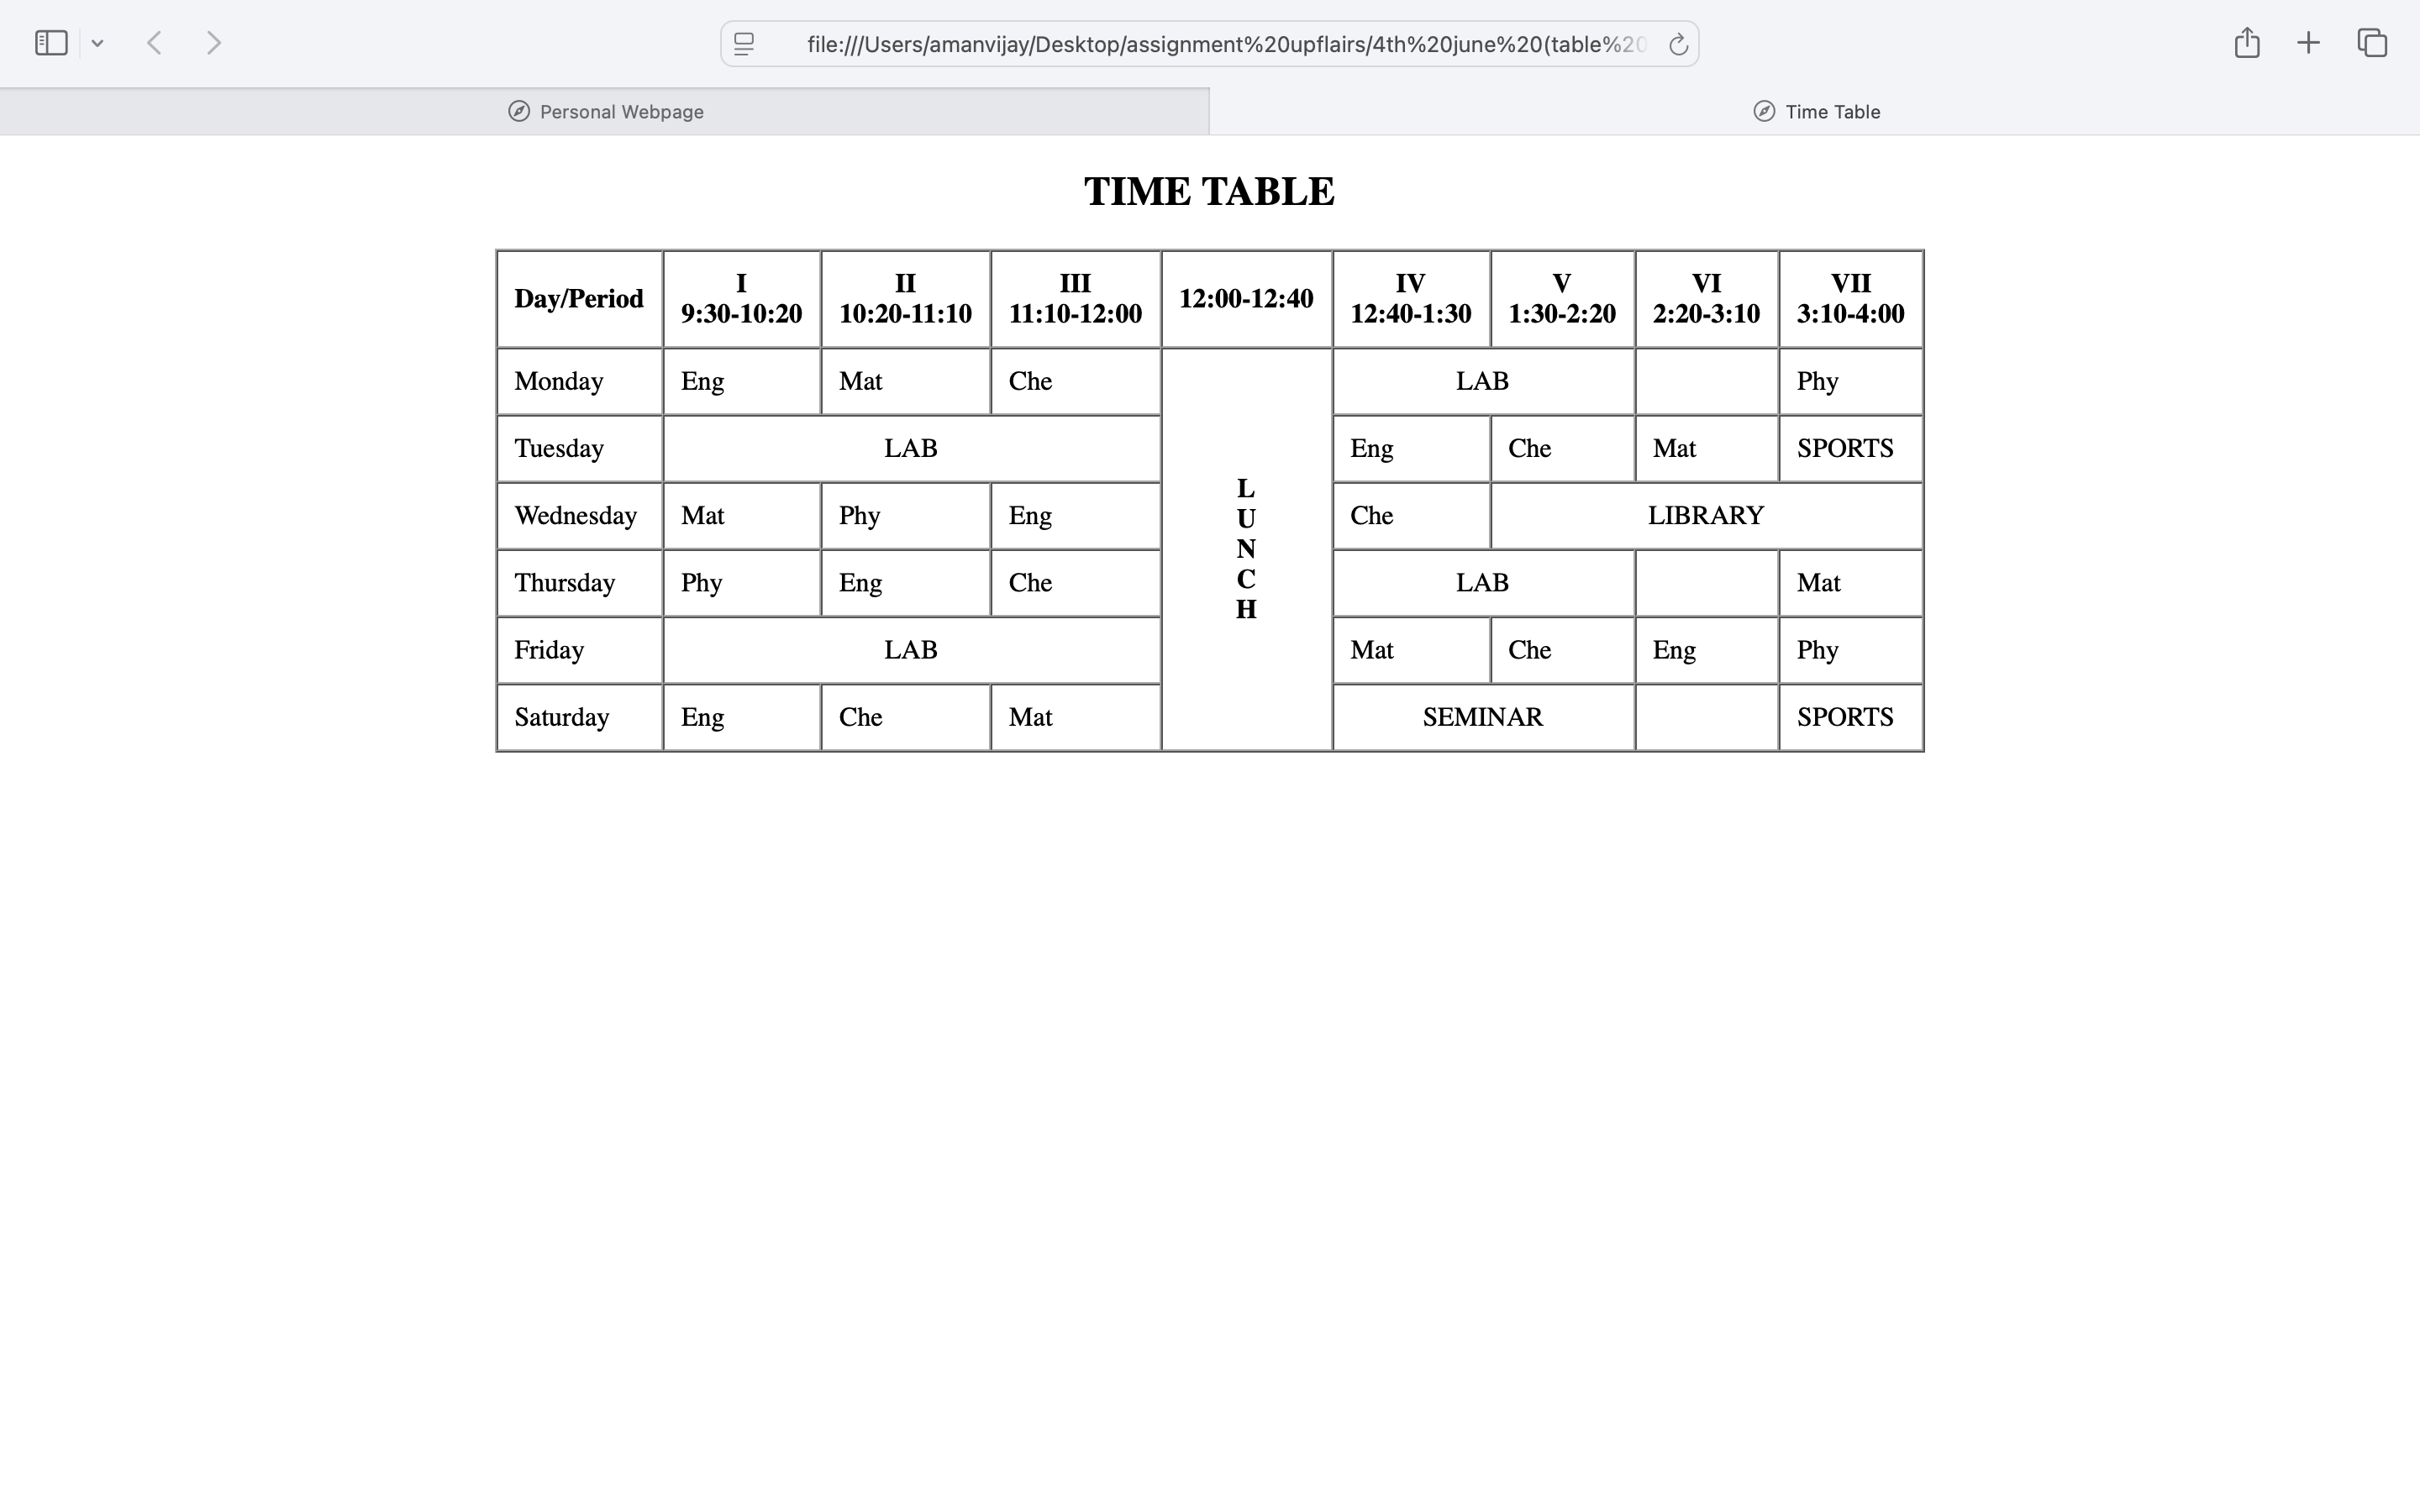 file:///Users/amanvijay/Desktop/assignment%20upflairs/4th%20june%20(table%20
Personal Webpage
Time Table
TIME TABLE
Day/Period I 9:30-10:20 II 10:20-11:10 III 11:10-12:00 12:00-12:40 IV 12:40-1:30 V 1:30-2:20 VI 2:20-3:10 VII 3:10-4:00
Monday Eng Mat Che LAB Phy
Tuesday LAB Eng Che Mat SPORTS
Wednesday Mat Phy Eng Che LIBRARY
Thursday Phy Eng Che LAB Mat
Friday LAB Mat Che Eng Phy
Saturday Eng Che Mat SEMINAR SPORTS
L
U
N
C
H